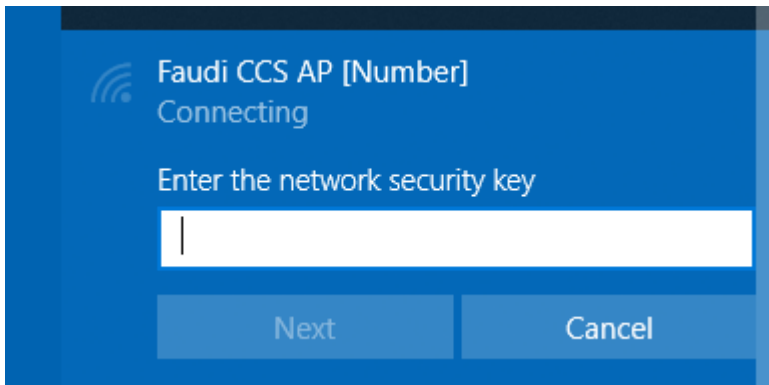 Faudi CCS AP [Number]
Connecting
Enter the network security key
Next
Cancel